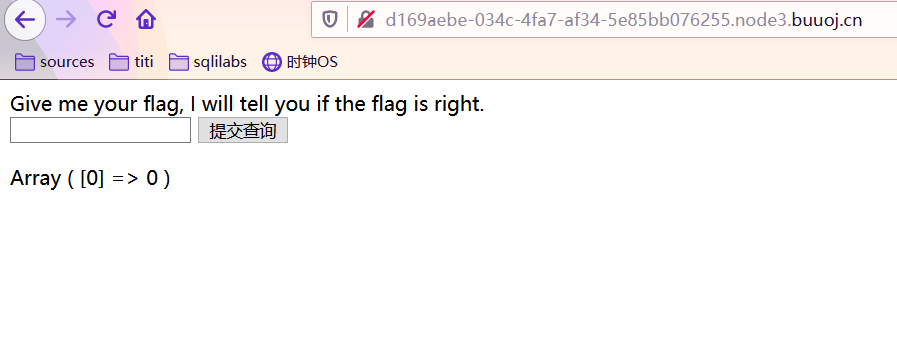 d169aebe-034c-4fa7-af34-5e85bb076255.node3.buuoj.cn
sources titi sqlilabs 时钟OS
Give me your flag, I will tell you if the flag is right.
提交查询
Array ( [0] => 0 )